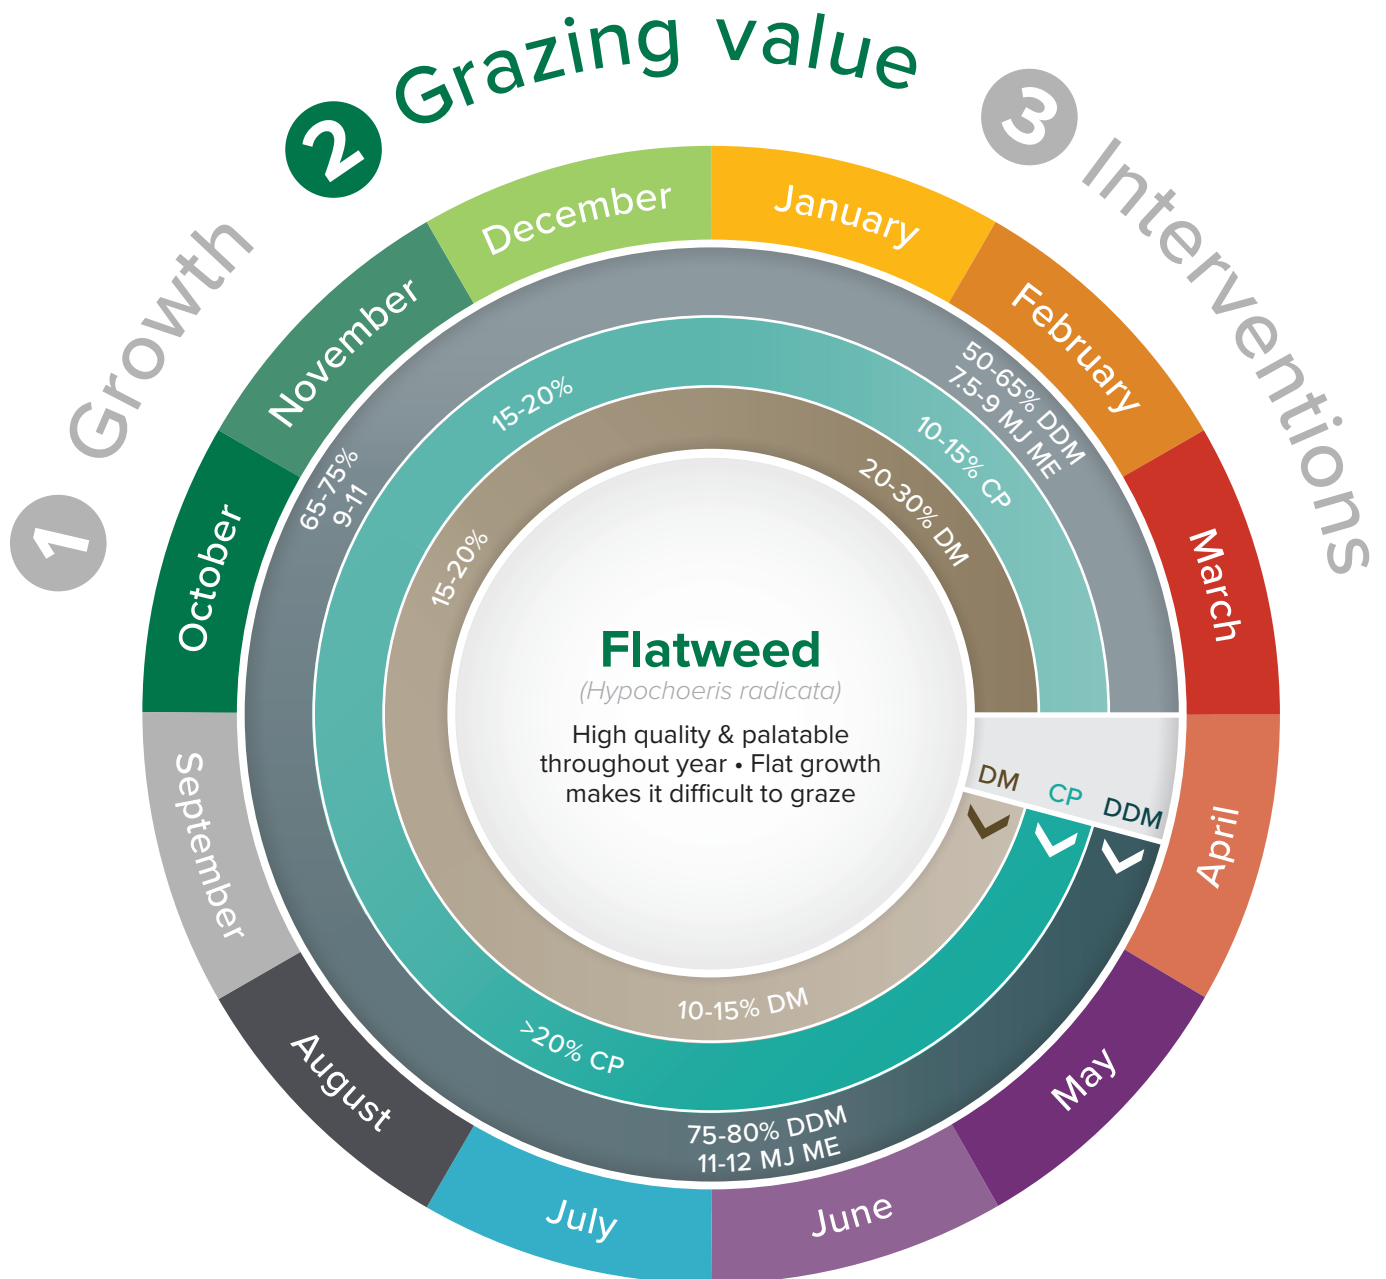 1 Growth
2 Grazing value
3 Interventions
January
February
March
April
May
June
July
August
September
October
November
December
50-65% DDM
7.5-9 MJ ME
10-15% CP
20-30% DM
65-75%
9-11
15-20%
15-20%
Flatweed
(Hypochoeris radicata)
High quality & palatable
throughout year • Flat growth
makes it difficult to graze
DM
CP
DDM
10-15% DM
>20% CP
75-80% DDM
11-12 MJ ME